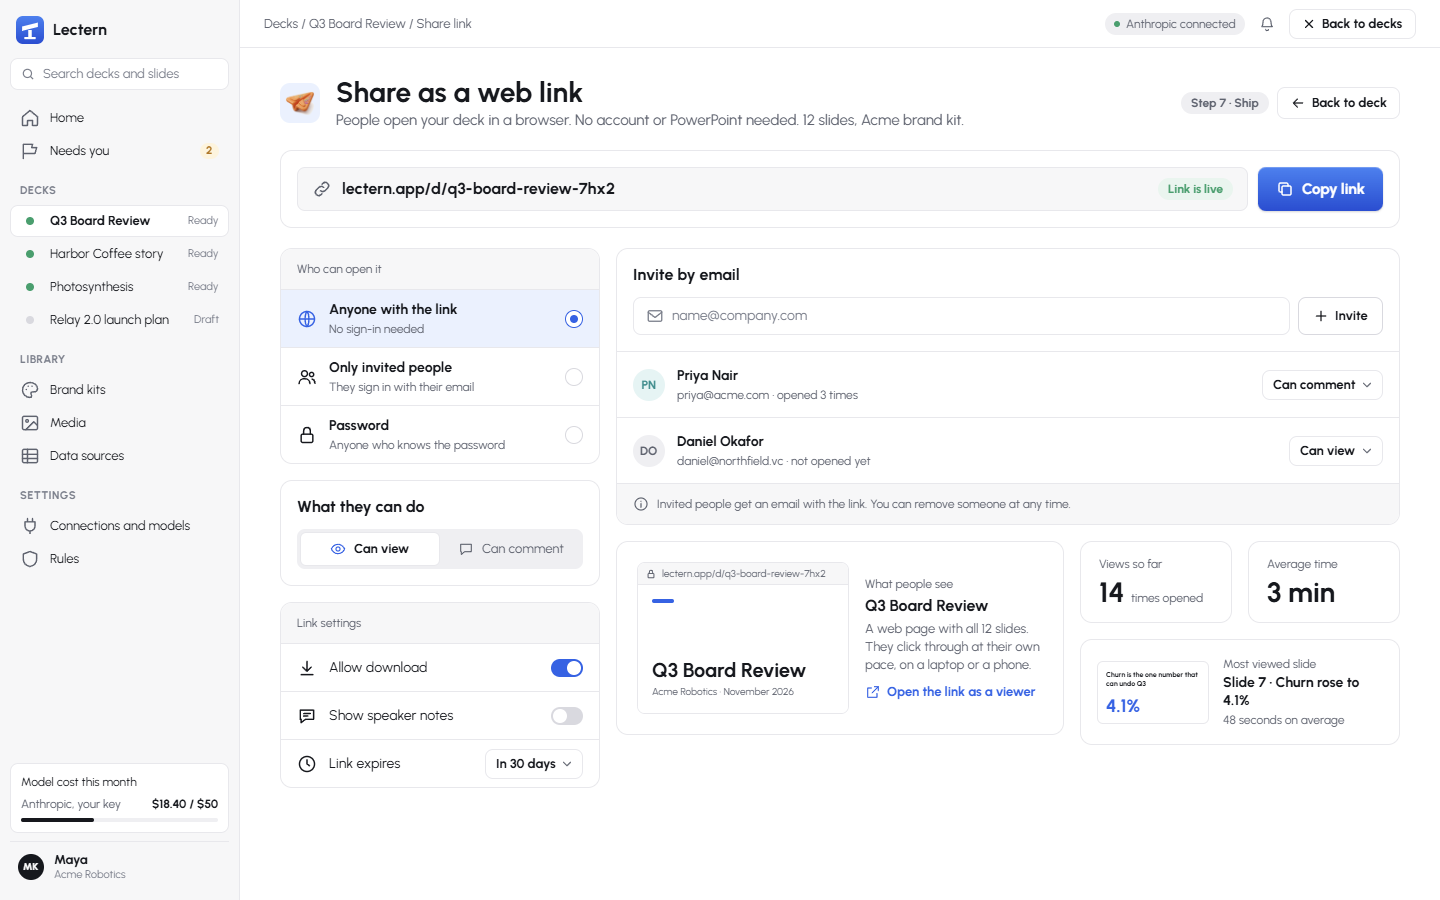 Lectern
Search decks and slides
Home
Needs you 2
DECKS
Q3 Board Review Ready
Harbor Coffee story Ready
Photosynthesis Ready
Relay 2.0 launch plan Draft
LIBRARY
Brand kits
Media
Data sources
SETTINGS
Connections and models
Rules
Model cost this month
Anthropic, your key $18.40 / $50
MK
Maya
Acme Robotics
Decks / Q3 Board Review / Share link
Anthropic connected
Back to decks
Share as a web link
People open your deck in a browser. No account or PowerPoint needed. 12 slides, Acme brand kit.
Step 7 · Ship
Back to deck
lectern.app/d/q3-board-review-7hx2
Link is live
Copy link
Who can open it
Anyone with the link
No sign-in needed
Only invited people
They sign in with their email
Password
Anyone who knows the password
What they can do
Can view
Can comment
Link settings
Allow download
Show speaker notes
Link expires
In 30 days
Invite by email
name@company.com
Invite
PN
Priya Nair
priya@acme.com · opened 3 times
Can comment
DO
Daniel Okafor
daniel@northfield.vc · not opened yet
Can view
Invited people get an email with the link. You can remove someone at any time.
lectern.app/d/q3-board-review-7hx2
Q3 Board Review
Acme Robotics · November 2026
What people see
Q3 Board Review
A web page with all 12 slides.
They click through at their own
pace, on a laptop or a phone.
Open the link as a viewer
Views so far
14 times opened
Average time
3 min
Churn is the one number that
can undo Q3
4.1%
Most viewed slide
Slide 7 · Churn rose to
4.1%
48 seconds on average